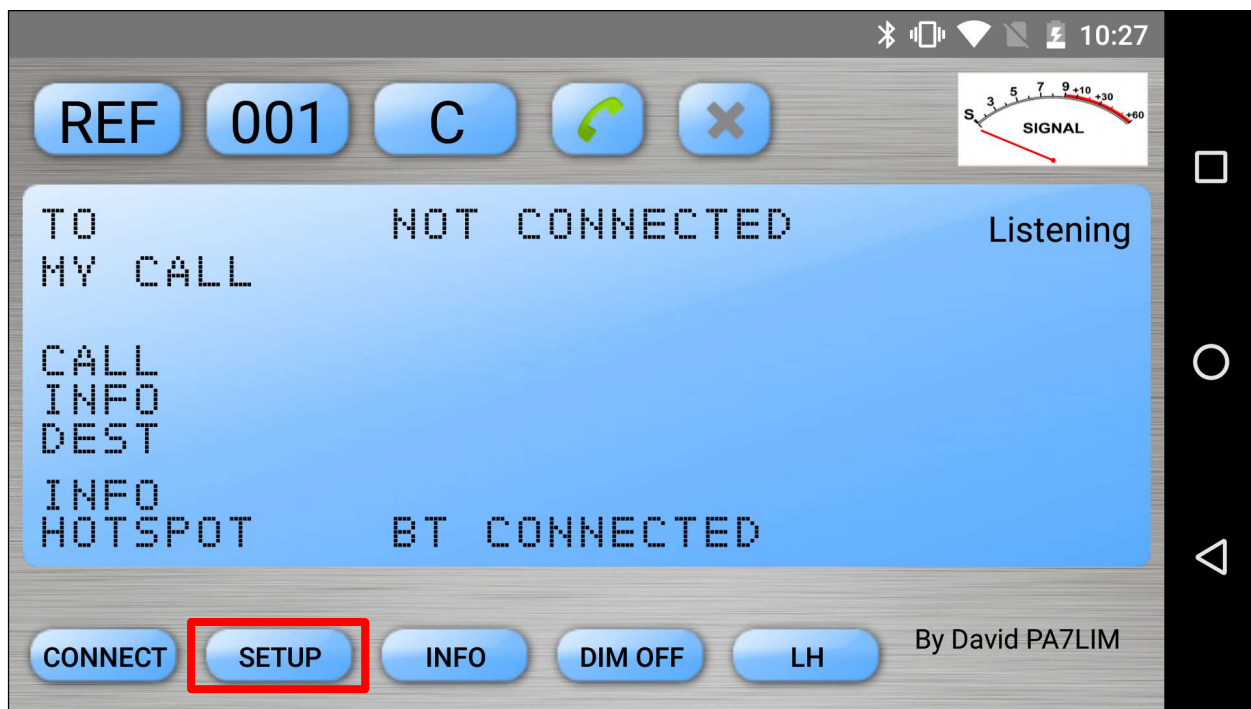 10:27
REF 001 C
S 3 5 7 9 +10 +30 +60
SIGNAL
TO NOT CONNECTED Listening
MY CALL
CALL
INFO
DEST
INFO
HOTSPOT BT CONNECTED
CONNECT SETUP INFO DIM OFF LH By David PA7LIM